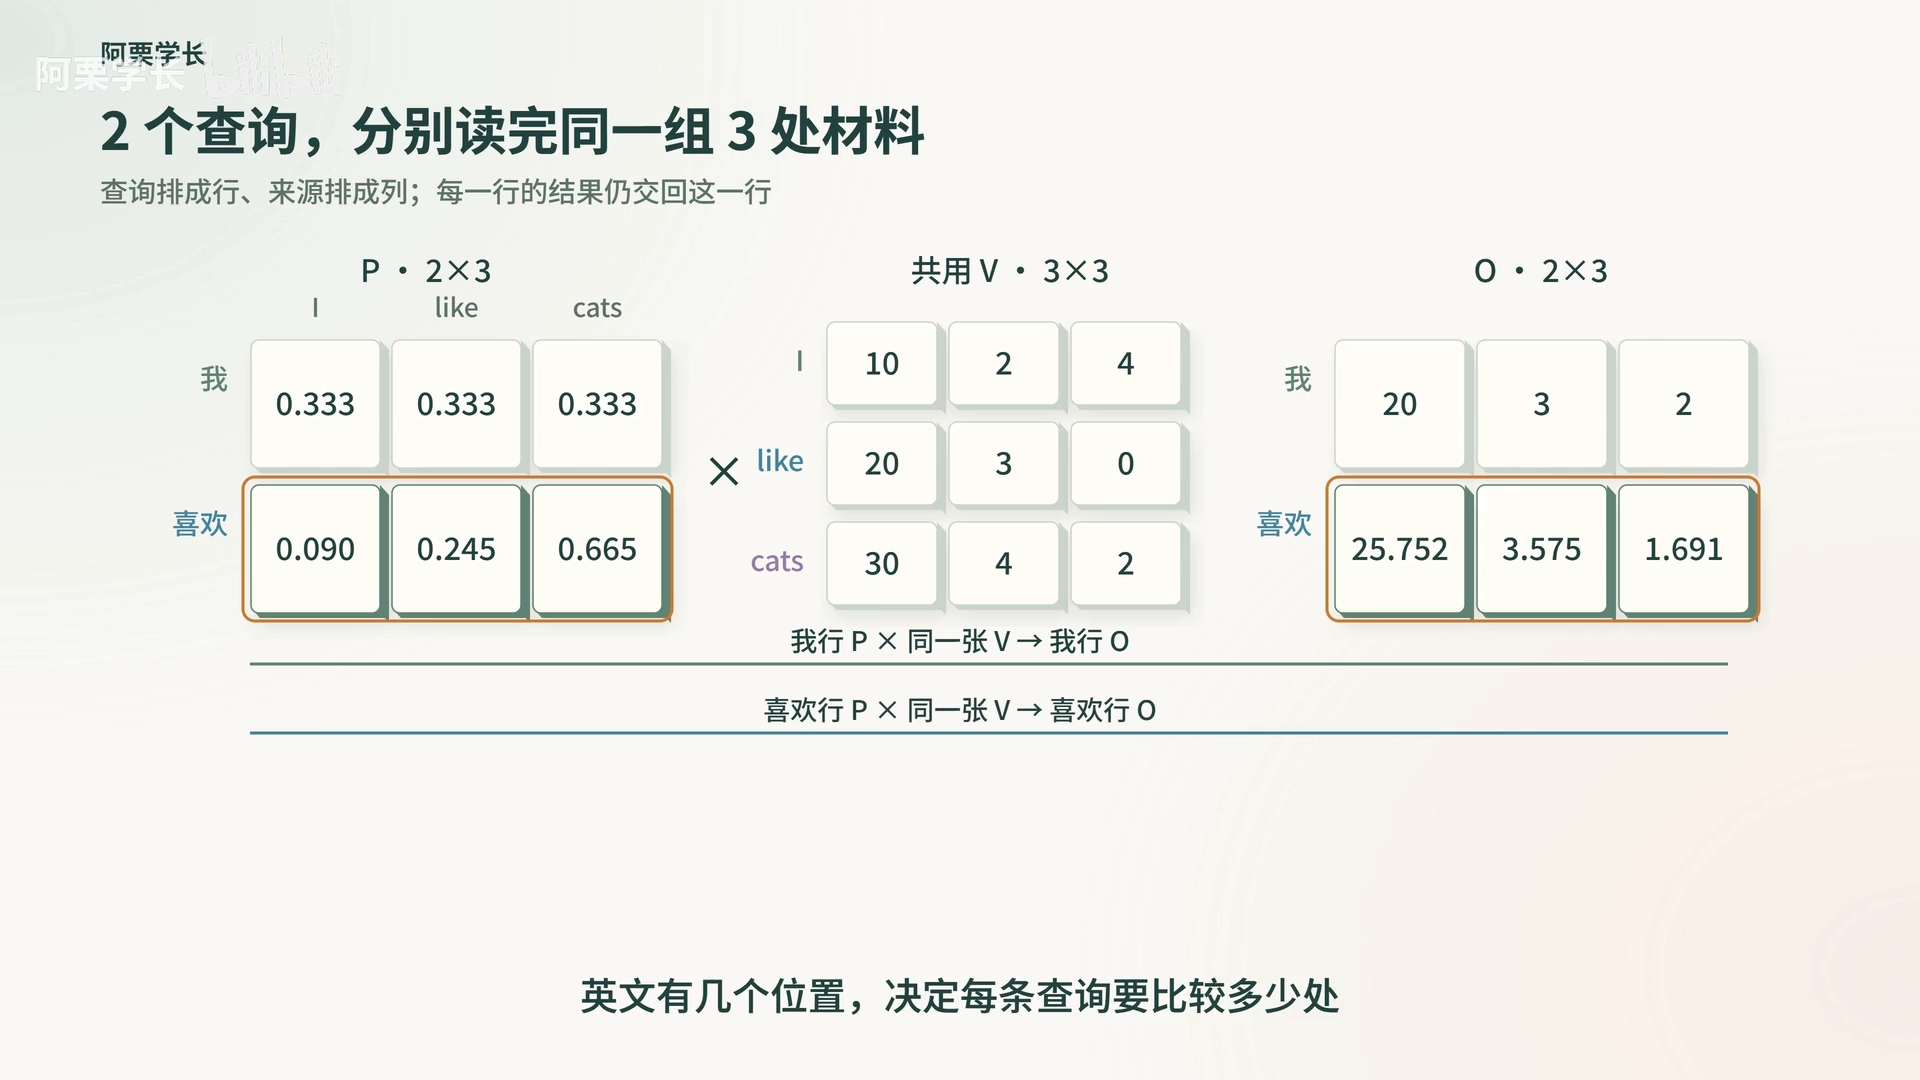 阿栗学长
阿栗学长 bilibili
2 个查询，分别读完同一组 3 处材料
查询排成行、来源排成列；每一行的结果仍交回这一行
P · 2×3
共用 V · 3×3
O · 2×3
I like cats
我 0.333 0.333 0.333
喜欢 0.090 0.245 0.665
×
I 10 2 4
like 20 3 0
cats 30 4 2
我 20 3 2
喜欢 25.752 3.575 1.691
我行 P × 同一张 V → 我行 O
喜欢行 P × 同一张 V → 喜欢行 O
英文有几个位置，决定每条查询要比较多少处